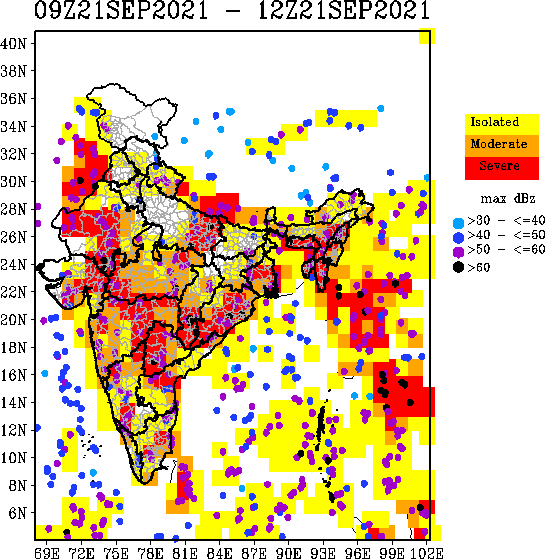 09Z21SEP2021 - 12Z21SEP2021
40N
38N
36N
34N
32N
30N
28N
26N
24N
22N
20N
18N
16N
14N
12N
10N
8N
6N
69E 72E 75E 78E 81E 84E 87E 90E 93E 96E 99E 102E
Isolated
Moderate
Severe
max dBz
>30 - <=40
>40 - <=50
>50 - <=60
>60